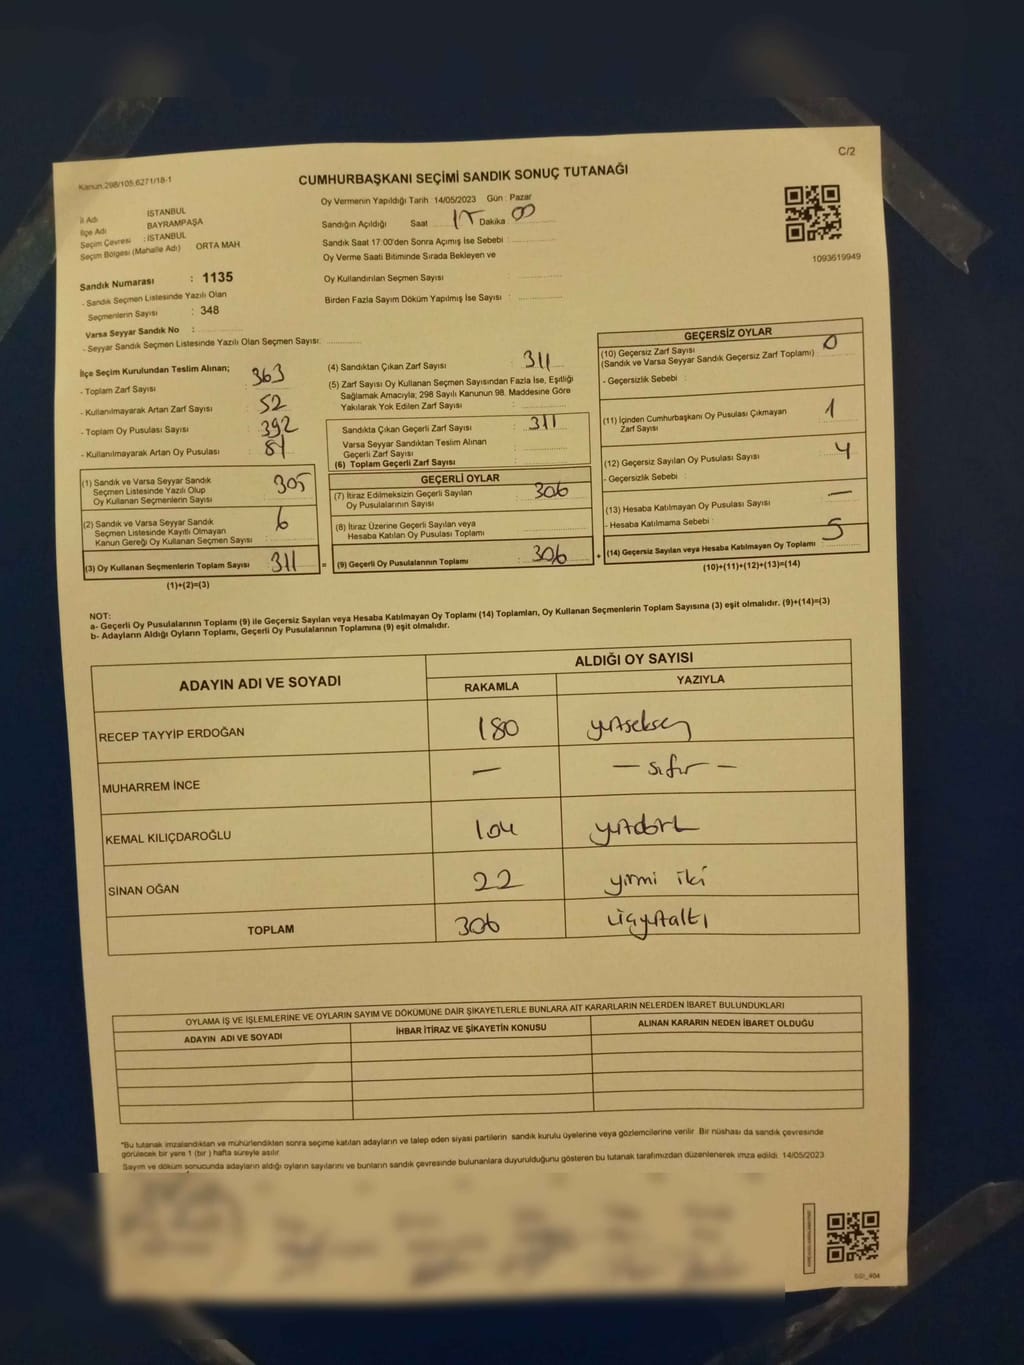 C/2
Kanun.298/105,6271/18-1
CUMHURBAŞKANI SEÇİMİ SANDIK SONUÇ TUTANAĞI
İl Adı İSTANBUL
İlçe Adı BAYRAMPAŞA
Seçim Çevresi : İSTANBUL
Seçim Bölgesi (Mahalle Adı) ORTA MAH
Sandık Numarası : 1135
- Sandık Seçmen Listesinde Yazılı Olan
Seçmenlerin Sayısı : 348
Varsa Seyyar Sandık No :
- Seyyar Sandık Seçmen Listesinde Yazılı Olan Seçmen Sayısı:
Oy Vermenin Yapıldığı Tarih 14/05/2023 Gün : Pazar
Sandığın Açıldığı Saat 17 Dakika 00
Sandık Saat 17.00'den Sonra Açımış İse Sebebi :
Oy Verme Saati Bitiminde Sırada Bekleyen ve
Oy Kullandırılan Seçmen Sayısı :
Birden Fazla Sayım Döküm Yapılmış İse Sayısı :
1093619949
İlçe Seçim Kurulundan Teslim Alınan;
- Toplam Zarf Sayısı : 363
- Kullanılmayarak Artan Zarf Sayısı : 52
- Toplam Oy Pusulası Sayısı : 392
- Kullanılmayarak Artan Oy Pusulası : 81
(1) Sandık ve Varsa Seyyar Sandık
Seçmen Listesinde Yazılı Olup
Oy Kullanan Seçmenlerin Sayısı : 305
(2) Sandık ve Varsa Seyyar Sandık
Seçmen Listesinde Kayıtlı Olmayan
Kanun Gereği Oy Kullanan Seçmen Sayısı : 6
(3) Oy Kullanan Seçmenlerin Toplam Sayısı : 311
(1)+(2)=(3)
(4) Sandıktan Çıkan Zarf Sayısı : 311
(5) Zarf Sayısı Oy Kullanan Seçmen Sayısından Fazla İse, Eşitliği
Sağlamak Amacıyla; 298 Sayılı Kanunun 98. Maddesine Göre
Yakılarak Yok Edilen Zarf Sayısı :
Sandıkta Çıkan Geçerli Zarf Sayısı : 311
Varsa Seyyar Sandıktan Teslim Alınan
Geçerli Zarf Sayısı :
(6) Toplam Geçerli Zarf Sayısı :
=
GEÇERLİ OYLAR
(7) İtiraz Edilmeksizin Geçerli Sayılan
Oy Pusulalarının Sayısı : 306
(8) İtiraz Üzerine Geçerli Sayılan veya
Hesaba Katılan Oy Pusulası Toplamı :
(9) Geçerli Oy Pusulalarının Toplamı : 306
+
GEÇERSİZ OYLAR
(10) Geçersiz Zarf Sayısı 0
(Sandık ve Varsa Seyyar Sandık Geçersiz Zarf Toplamı)
- Geçersizlik Sebebi :
(11) İçinden Cumhurbaşkanı Oy Pusulası Çıkmayan
Zarf Sayısı : 1
(12) Geçersiz Sayılan Oy Pusulası Sayısı : 4
- Geçersizlik Sebebi :
(13) Hesaba Katılmayan Oy Pusulası Sayısı : —
- Hesaba Katılmama Sebebi :
(14) Geçersiz Sayılan veya Hesaba Katılmayan Oy Toplamı : 5
(10)+(11)+(12)+(13)=(14)
NOT:
a- Geçerli Oy Pusulalarının Toplamı (9) ile Geçersiz Sayılan veya Hesaba Katılmayan Oy Toplamı (14) Toplamları, Oy Kullanan Seçmenlerin Toplam Sayısına (3) eşit olmalıdır. (9)+(14)=(3)
b- Adayların Aldığı Oyların Toplamı, Geçerli Oy Pusulalarının Toplamına (9) eşit olmalıdır.
ADAYIN ADI VE SOYADI ALDIĞI OY SAYISI
RAKAMLA YAZIYLA
RECEP TAYYİP ERDOĞAN 180 yüzseksen
MUHARREM İNCE — — sıfır —
KEMAL KILIÇDAROĞLU 104 yüzdört
SİNAN OĞAN 22 yirmi iki
TOPLAM 306 üçyüzaltı
OYLAMA İŞ VE İŞLEMLERİNE VE OYLARIN SAYIM VE DÖKÜMÜNE DAİR ŞİKAYETLERLE BUNLARA AİT KARARLARIN NELERDEN İBARET BULUNDUKLARI
ADAYIN ADI VE SOYADI İHBAR İTİRAZ VE ŞİKAYETİN KONUSU ALINAN KARARIN NEDEN İBARET OLDUĞU
*Bu tutanak imzalandıktan ve mühürlendikten sonra seçime katılan adayların ve talep eden siyasi partilerin sandık kurulu üyelerine veya gözlemcilerine verilir. Bir nüshası da sandık çevresinde
görülecek bir yere 1 (bir ) hafta süreyle asılır.
Sayım ve döküm sonucunda adayların aldığı oyların sayılarını ve bunların sandık çevresinde bulunanlara duyurulduğunu gösteren bu tutanak tarafımızdan düzenlenerek imza edildi. 14/05/2023